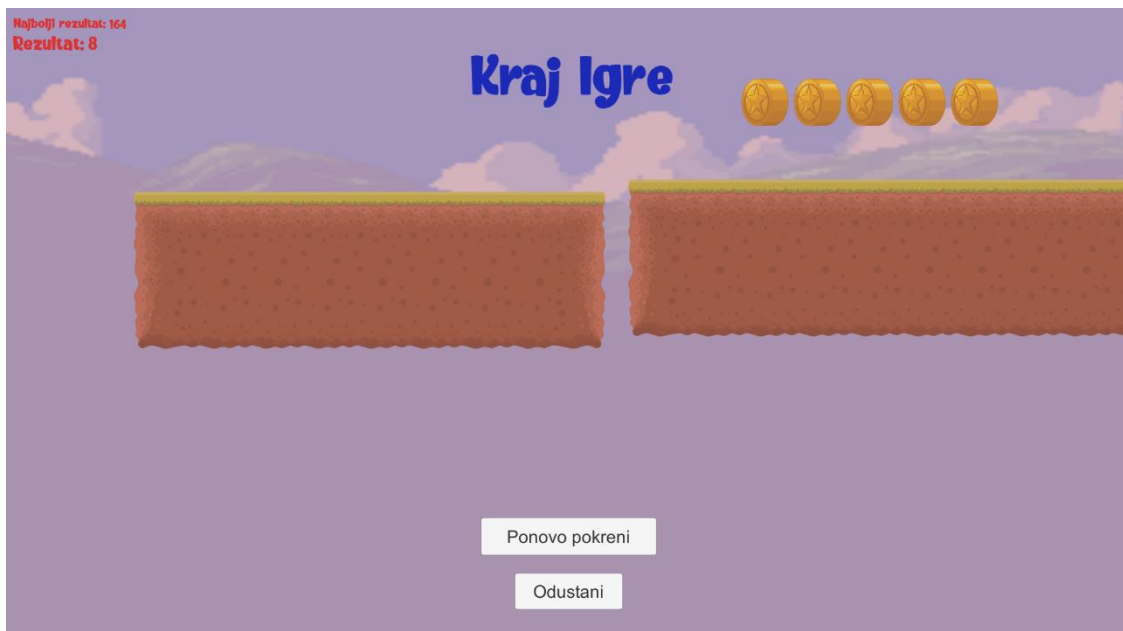 Najbolji rezultat: 164
Rezultat: 8
Kraj Igre
Ponovo pokreni
Odustani